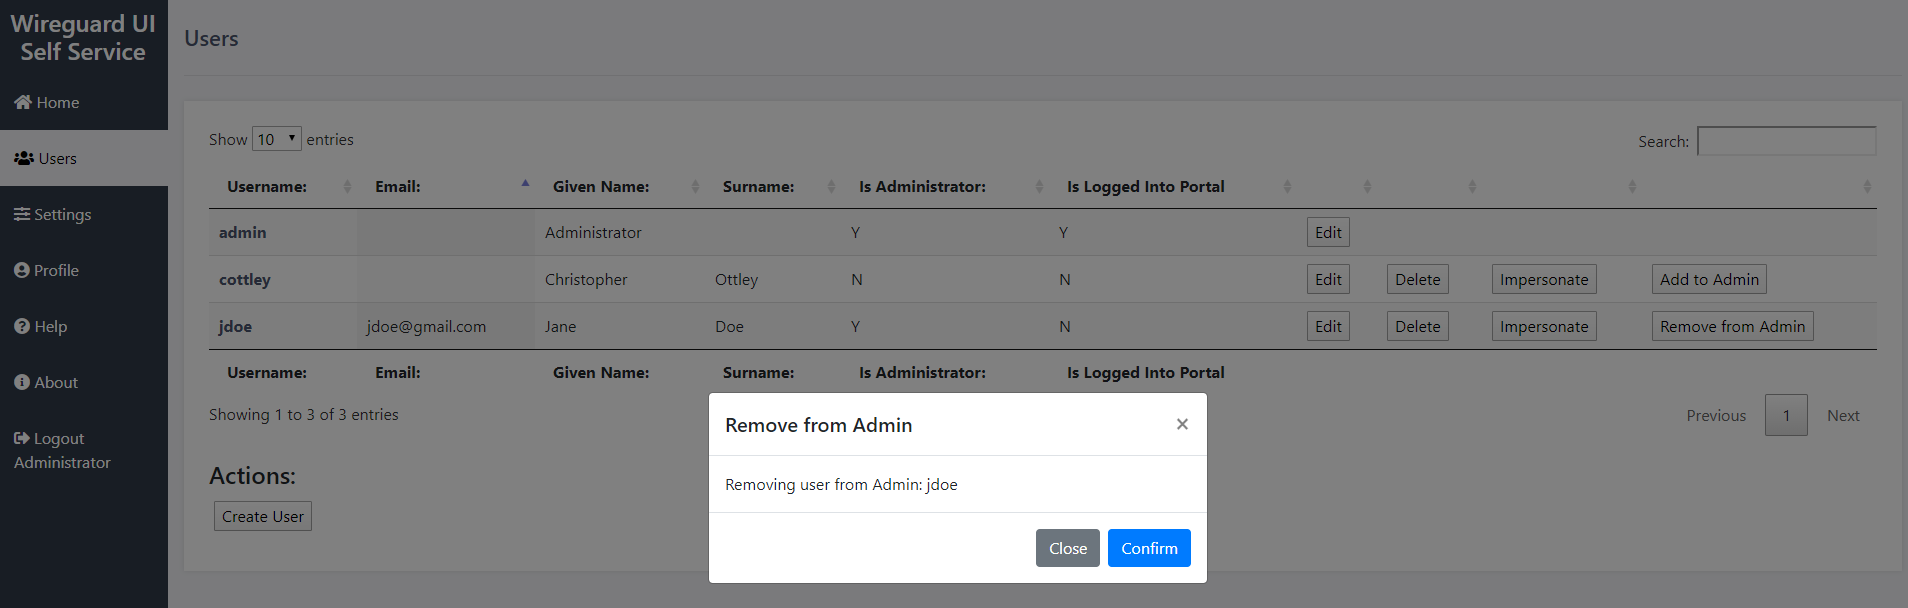 Wireguard UI
Self Service
Home
Users
Settings
Profile
Help
About
Logout
Administrator
Users
Show 10 entries
Search:
Username: Email: Given Name: Surname: Is Administrator: Is Logged Into Portal
admin Administrator Y Y Edit
cottley Christopher Ottley N N Edit Delete Impersonate Add to Admin
jdoe jdoe@gmail.com Jane Doe Y N Edit Delete Impersonate Remove from Admin
Username: Email: Given Name: Surname: Is Administrator: Is Logged Into Portal
Showing 1 to 3 of 3 entries
Previous 1 Next
Actions:
Create User
Remove from Admin ×
Removing user from Admin: jdoe
Close Confirm